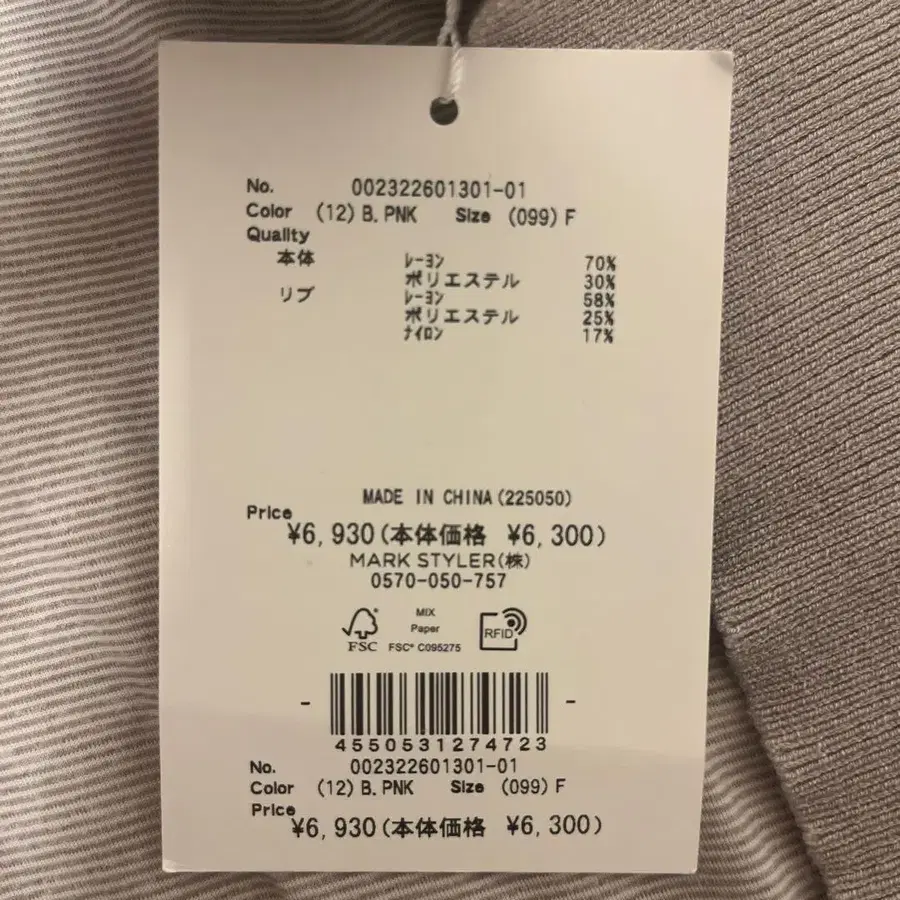 No. 002322601301-01
Color (12) B. PNK Size (099) F
Quality
本体 ﾚｰﾖﾝ 70%
ポリエステル 30%
リブ ﾚｰﾖﾝ 58%
ポリエステル 25%
ﾅｲﾛﾝ 17%
MADE IN CHINA (225050)
Price
¥6, 930 (本体価格 ¥6, 300)
MARK STYLER(株)
0570-050-757
FSC
MIX
Paper
FSC® C095275
RFID
4550531274723
No. 002322601301-01
Color (12) B. PNK Size (099) F
Price
¥6, 930 (本体価格 ¥6, 300)